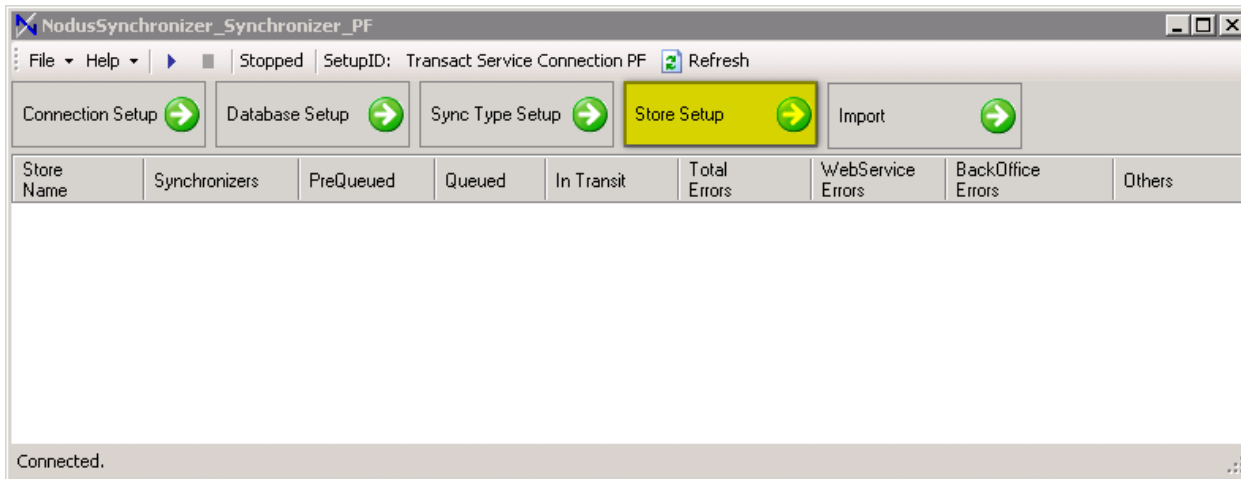 NodusSynchronizer_Synchronizer_PF
File Help Stopped SetupID: Transact Service Connection PF Refresh
Connection Setup Database Setup Sync Type Setup Store Setup Import
Store Name Synchronizers PreQueued Queued In Transit Total Errors WebService Errors BackOffice Errors Others
Connected.